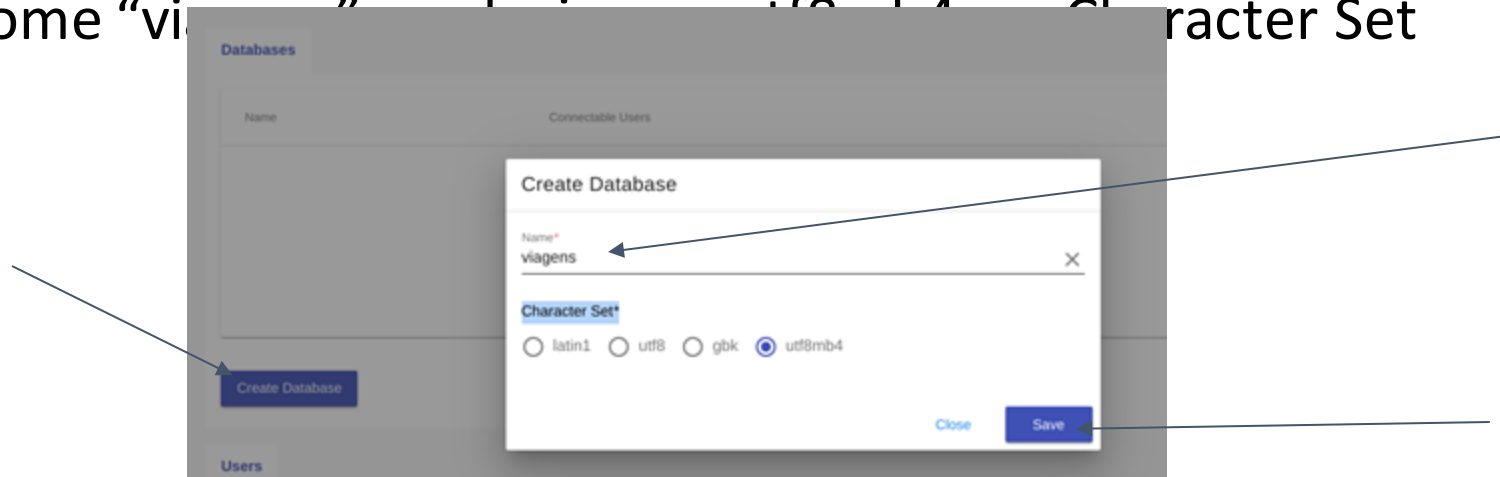 “vi racter Set
Databases
Name Connectable Users
Create Database
Name*
viagens
Character Set*
latin1 utf8 gbk utf8mb4
Create Database
Close Save
Users